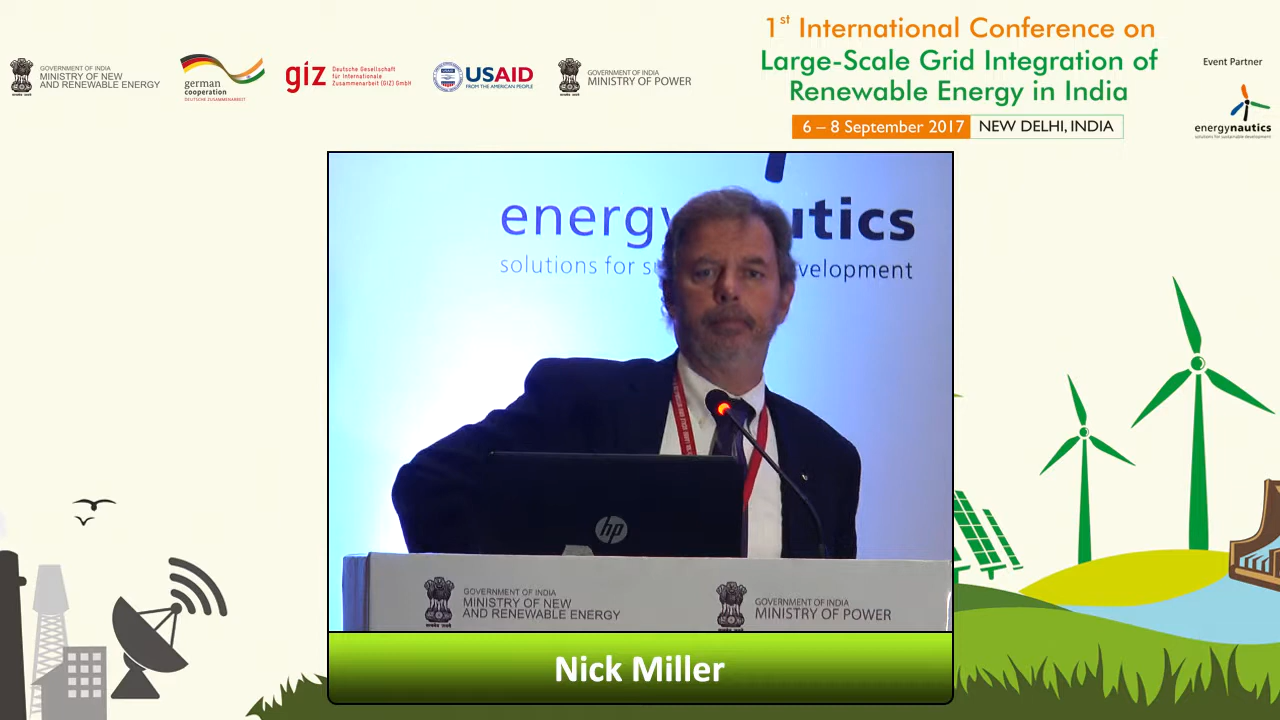 GOVERNMENT OF INDIA
MINISTRY OF NEW
AND RENEWABLE ENERGY
german
cooperation
DEUTSCHE ZUSAMMENARBEIT
giz
Deutsche Gesellschaft
für Internationale
Zusammenarbeit (GIZ) GmbH
USAID
FROM THE AMERICAN PEOPLE
GOVERNMENT OF INDIA
MINISTRY OF POWER
1st International Conference on
Large-Scale Grid Integration of
Renewable Energy in India
6 – 8 September 2017
NEW DELHI, INDIA
Event Partner
energynautics
solutions for sustainable development
energy utics
solutions for s velopment
hp
GOVERNMENT OF INDIA
MINISTRY OF NEW
AND RENEWABLE ENERGY
GOVERNMENT OF INDIA
MINISTRY OF POWER
Nick Miller